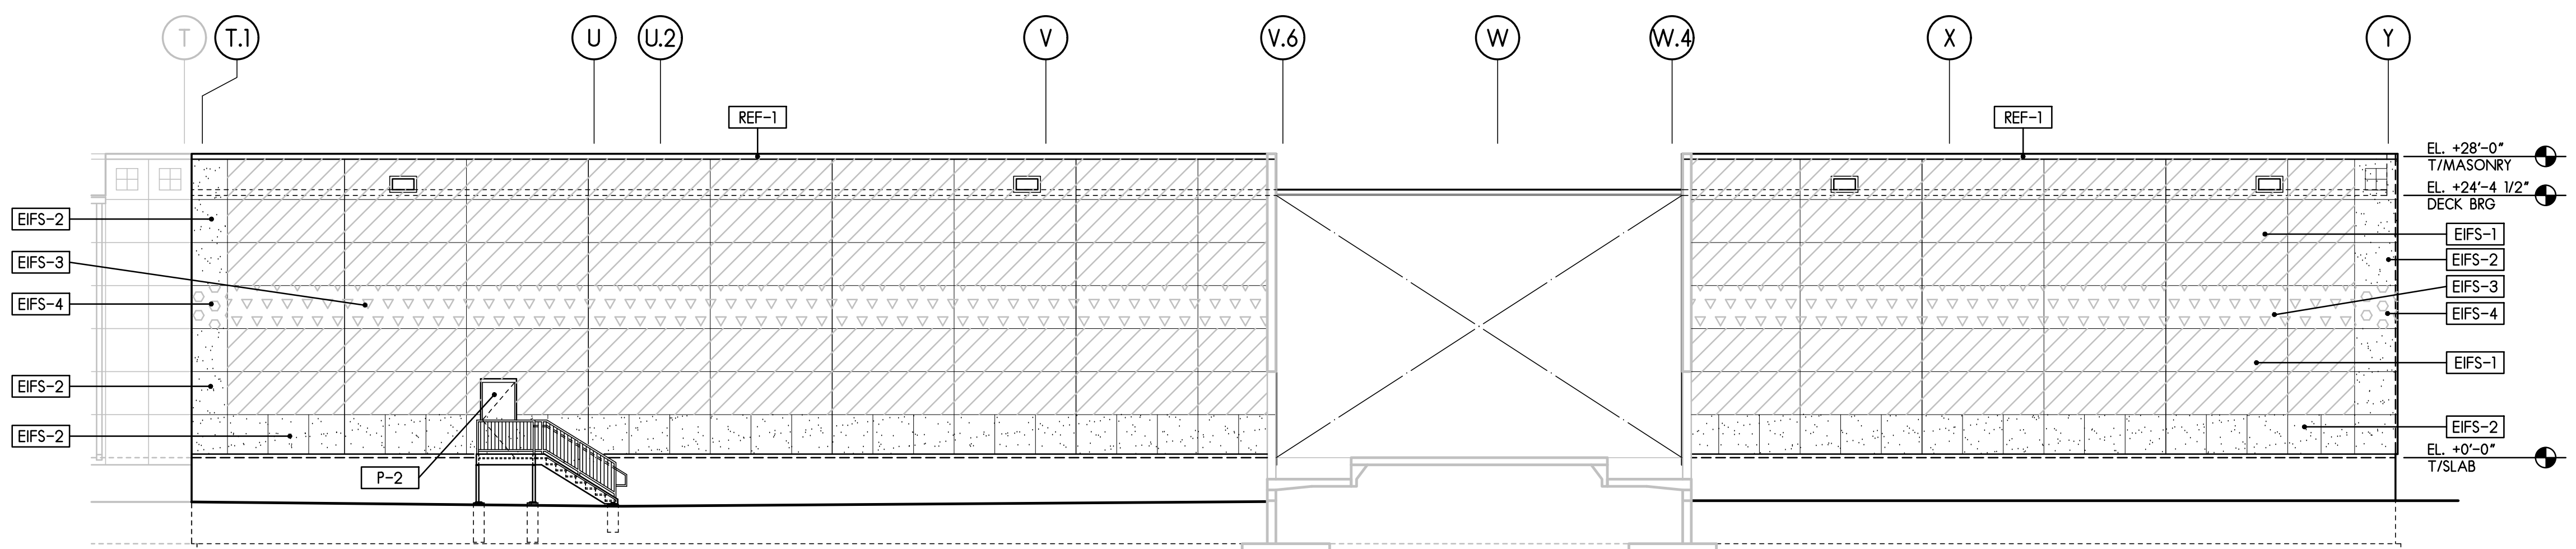 T
T.1
U
U.2
V
V.6
W
W.4
X
Y
REF-1
REF-1
EL. +28'-0"
T/MASONRY
EL. +24'-4 1/2"
DECK BRG
EIFS-2
EIFS-1
EIFS-3
EIFS-2
EIFS-3
EIFS-4
EIFS-4
EIFS-1
EIFS-2
EIFS-2
EIFS-2
EL. +0'-0"
T/SLAB
P-2